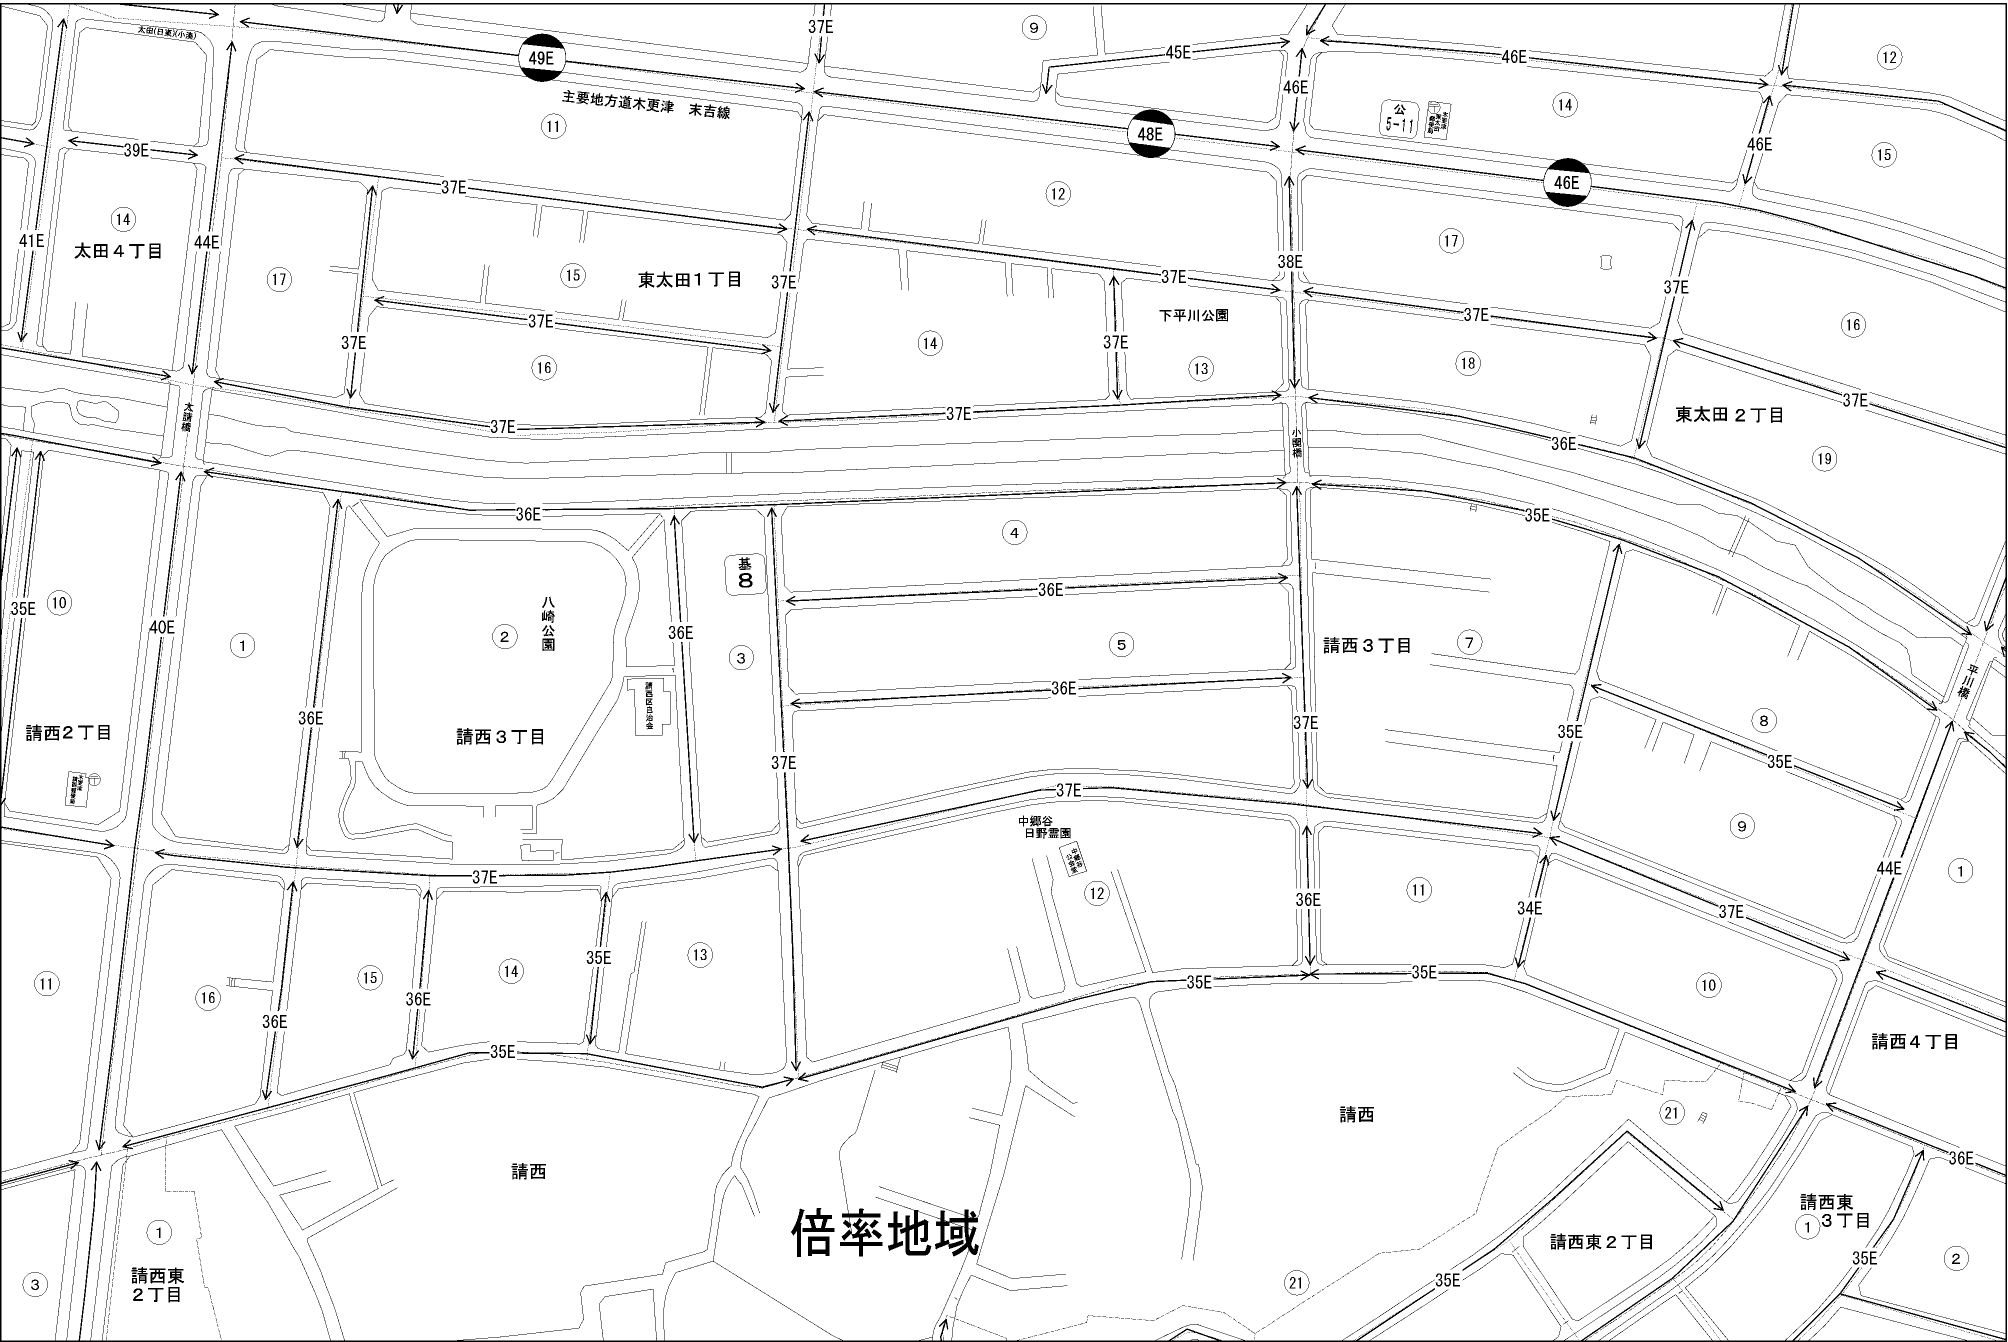 太田(日東)(小湊)
37E
9
45E
46E
12
49E
主要地方道木更津　末吉線
46E
公
5-11
14
11
48E
39E
46E
15
46E
37E
12
14
太田４丁目
41E
44E
17
15
東太田１丁目
37E
37E
38E
17
37E
37E
下平川公園
37E
16
37E
14
37E
37E
16
13
18
37E
東太田２丁目
太請橋
37E
37E
小園橋
36E
19
36E
35E
4
基
8
36E
10
35E
40E
1
2
八崎公園
36E
3
5
請西３丁目
7
36E
請西区自治会
平川橋
請西２丁目
36E
請西３丁目
37E
37E
35E
8
35E
37E
9
中郷谷
日野霊園
37E
12
36E
11
34E
37E
44E
1
11
16
15
14
35E
13
36E
36E
35E
35E
10
35E
請西４丁目
請西
請西
21
36E
1
請西東
２丁目
3
倍率地域
請西東２丁目
請西東
３丁目
1
35E
2
35E
21